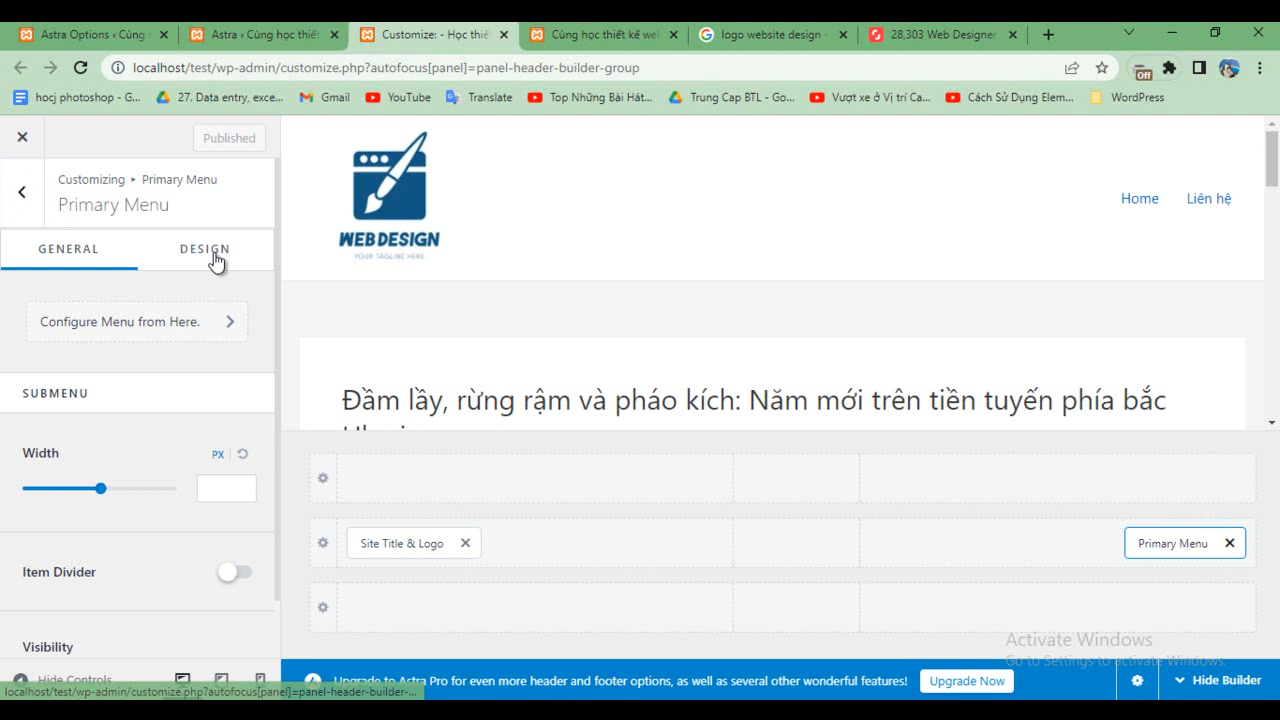 Astra Options ‹ Cùng
Astra ‹ Cùng học thiết
Customize: - Học thiế
Cùng học thiết kế we
logo website design -
28,303 Web Designer
localhost/test/wp-admin/customize.php?autofocus[panel]=panel-header-builder-group
Off
hocj photoshop - G...
27. Data entry, exce...
Gmail
YouTube
Translate
Top Những Bài Hát...
Trung Cap BTL - Go...
Vượt xe ở Vị trí Ca...
Cách Sử Dụng Elem...
WordPress
Published
Customizing ▸ Primary Menu
Primary Menu
GENERAL
DESIGN
Configure Menu from Here.
SUBMENU
Width
PX
Item Divider
Visibility
Hide Controls
localhost/test/wp-admin/customize.php?autofocus[panel]=panel-header-builder-...
WEB DESIGN
YOUR TAGLINE HERE
Home
Liên hệ
Đầm lầy, rừng rậm và pháo kích: Năm mới trên tiền tuyến phía bắc
Site Title & Logo
Primary Menu
Activate Windows
Go to Settings to activate Windows.
Upgrade to Astra Pro for even more header and footer options, as well as several other wonderful features!
Upgrade Now
Hide Builder